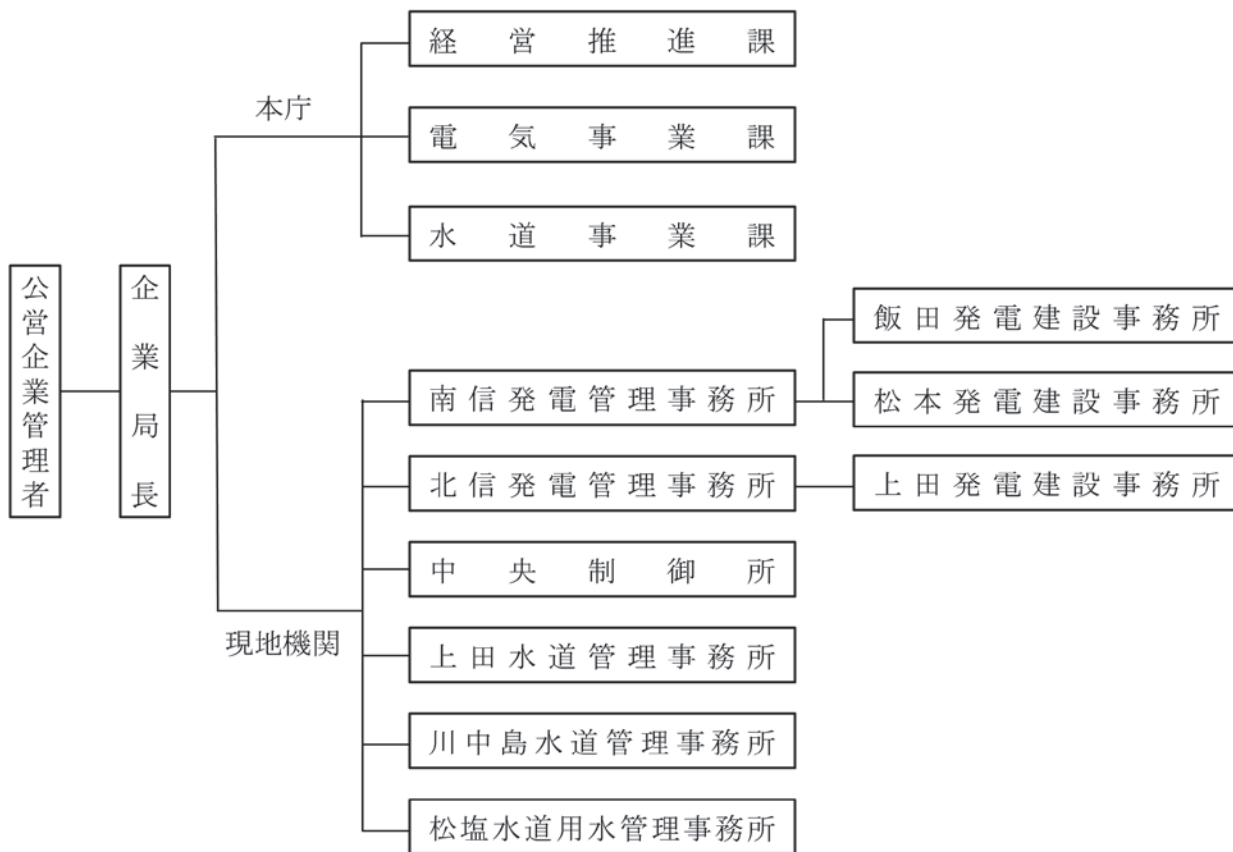 経営推進課
本庁
電気事業課
水道事業課
公営企業管理者
企業局長
飯田発電建設事務所
南信発電管理事務所
松本発電建設事務所
北信発電管理事務所
上田発電建設事務所
中央制御所
現地機関
上田水道管理事務所
川中島水道管理事務所
松塩水道用水管理事務所